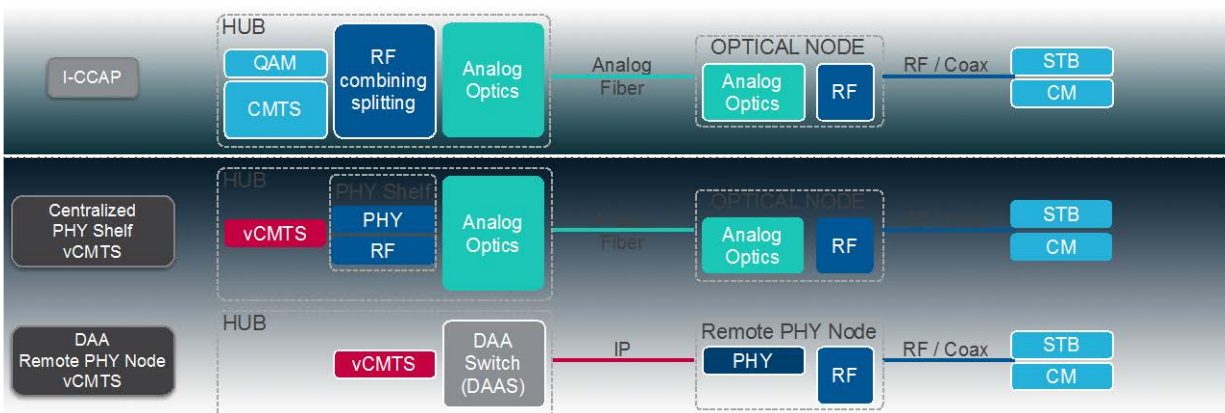 HUB
OPTICAL NODE
I-CCAP
QAM
CMTS
RF
combining
splitting
Analog
Optics
Analog
Fiber
Analog
Optics
RF
RF / Coax
STB
CM
HUB
PHY Shelf
OPTICAL NODE
Centralized
PHY Shelf
vCMTS
vCMTS
PHY
RF
Analog
Optics
Fiber
Analog
Optics
RF
STB
CM
HUB
Remote PHY Node
DAA
Remote PHY Node
vCMTS
vCMTS
DAA
Switch
(DAAS)
IP
PHY
RF
RF / Coax
STB
CM